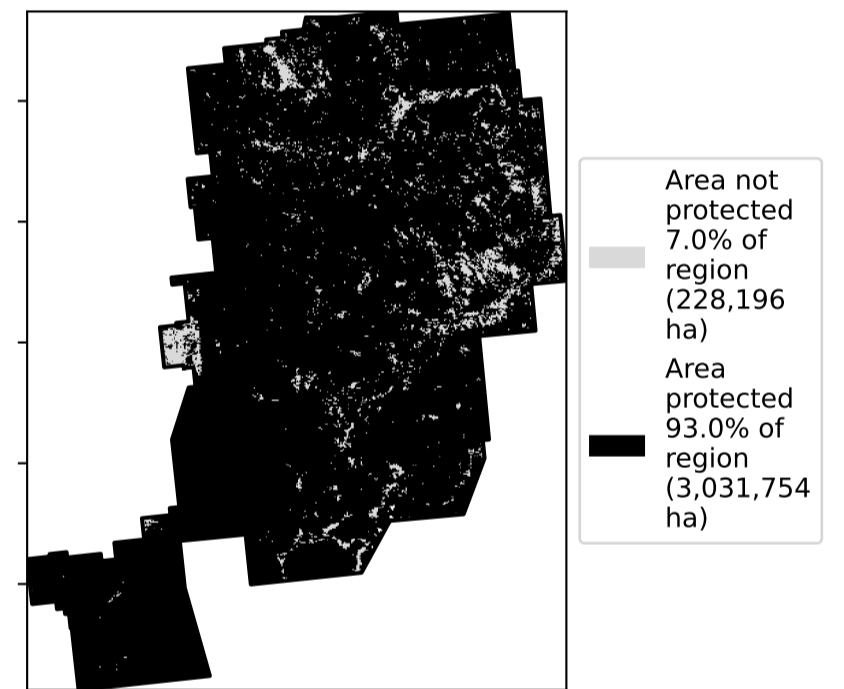 Area not
protected
7.0% of
region
(228,196
ha)
Area
protected
93.0% of
region
(3,031,754
ha)